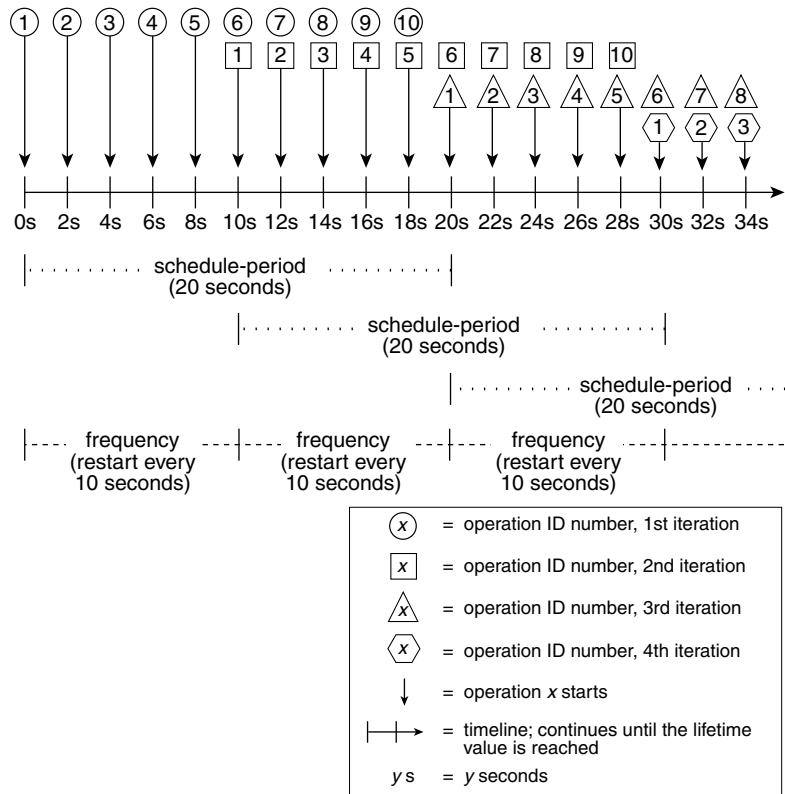 1 2 3 4 5 6 7 8 9 10
1 2 3 4 5 6 7 8 9 10
1 2 3 4 5 6 7 8
1 2 3
0s 2s 4s 6s 8s 10s 12s 14s 16s 18s 20s 22s 24s 26s 28s 30s 32s 34s
schedule-period
(20 seconds)
schedule-period
(20 seconds)
schedule-period
(20 seconds)
frequency
(restart every
10 seconds)
frequency
(restart every
10 seconds)
frequency
(restart every
10 seconds)
x = operation ID number, 1st iteration
x = operation ID number, 2nd iteration
x = operation ID number, 3rd iteration
x = operation ID number, 4th iteration
= operation x starts
= timeline; continues until the lifetime
value is reached
y s = y seconds